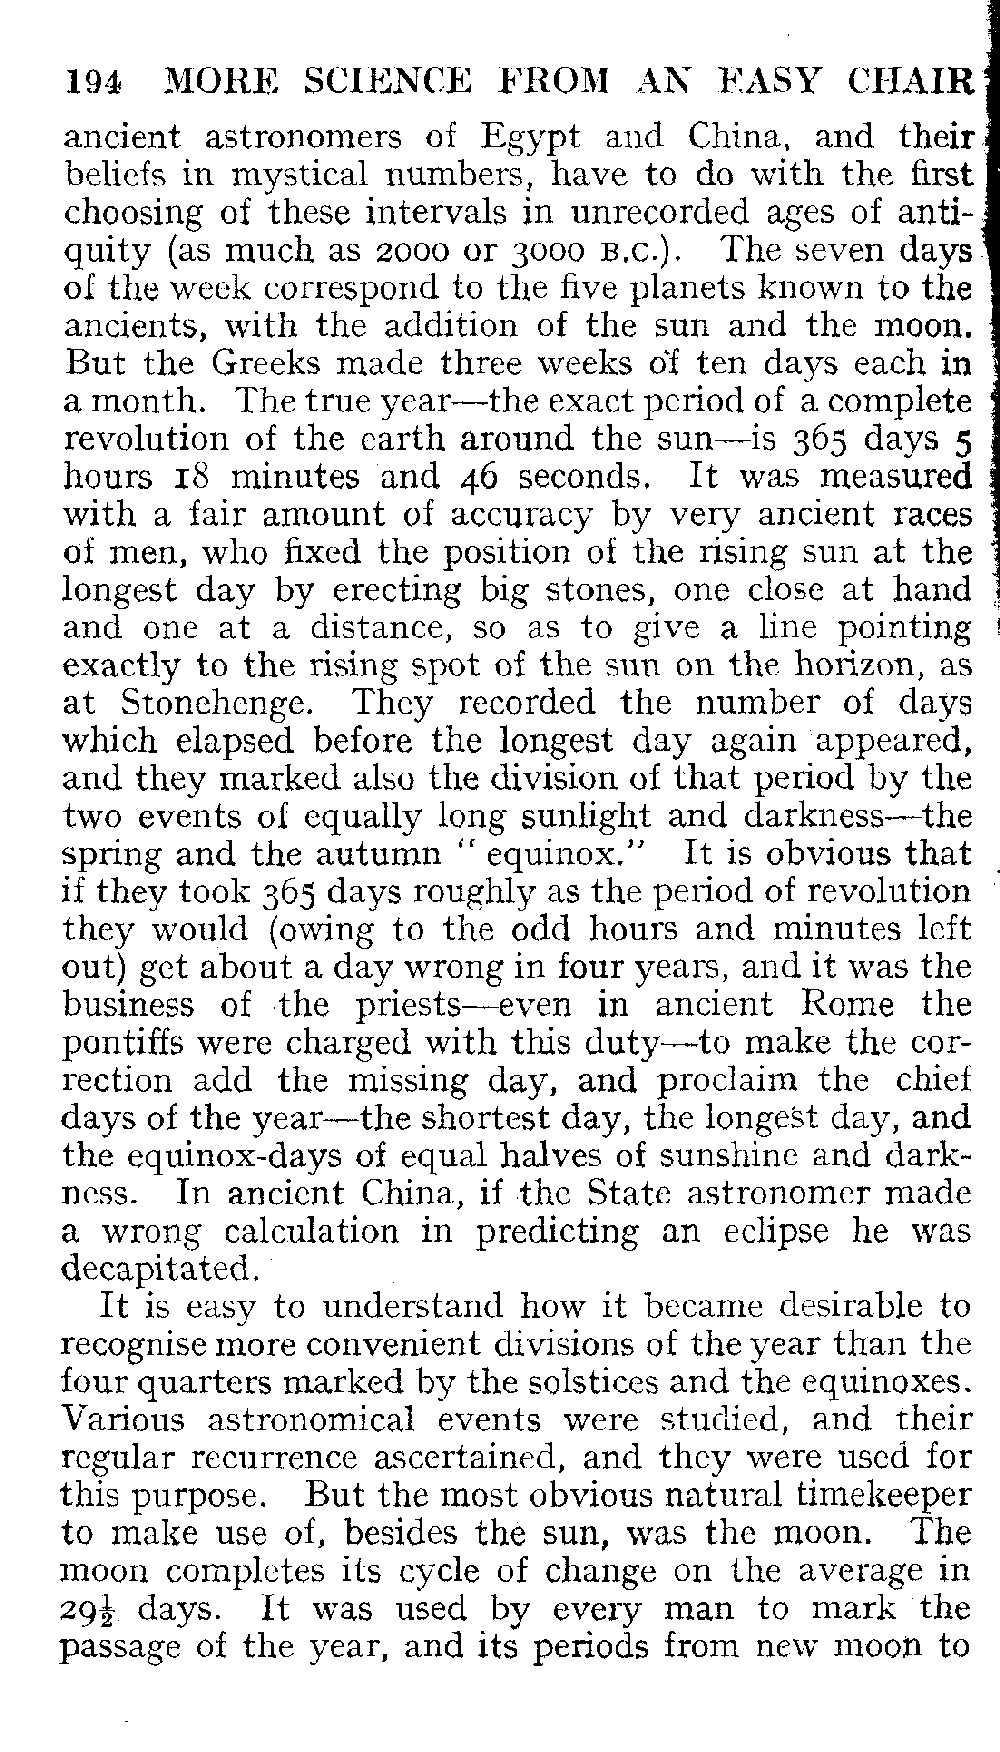 194 MORE SCIENCE FROM AN EASY CHAIR
ancient astronomers of Egypt and China, and their
beliefs in mystical numbers, have to do with the first
choosing of these intervals in unrecorded ages of anti-
quity (as much as 2000 or 3000 B.C.). The seven days
of the week correspond to the five planets known to the
ancients, with the addition of the sun and the moon.
But the Greeks made three weeks of ten days each in
a month. The true year—the exact period of a complete
revolution of the earth around the sun—is 365 days 5
hours 18 minutes and 46 seconds. It was measured
with a fair amount of accuracy by very ancient races
of men, who fixed the position of the rising sun at the
longest day by erecting big stones, one close at hand
and one at a distance, so as to give a line pointing
exactly to the rising spot of the sun on the horizon, as
at Stonehenge. They recorded the number of days
which elapsed before the longest day again appeared,
and they marked also the division of that period by the
two events of equally long sunlight and darkness—the
spring and the autumn "equinox." It is obvious that
if they took 365 days roughly as the period of revolution
they would (owing to the odd hours and minutes left
out) get about a day wrong in four years, and it was the
business of the priests—even in ancient Rome the
pontiffs were charged with this duty—to make the cor-
rection add the missing day, and proclaim the chief
days of the year—the shortest day, the longest day, and
the equinox-days of equal halves of sunshine and dark-
ness. In ancient China, if the State astronomer made
a wrong calculation in predicting an eclipse he was
decapitated.
It is easy to understand how it became desirable to
recognise more convenient divisions of the year than the
four quarters marked by the solstices and the equinoxes.
Various astronomical events were studied, and their
regular recurrence ascertained, and they were used for
this purpose. But the most obvious natural timekeeper
to make use of, besides the sun, was the moon. The
moon completes its cycle of change on the average in
29½ days. It was used by every man to mark the
passage of the year, and its periods from new moon to